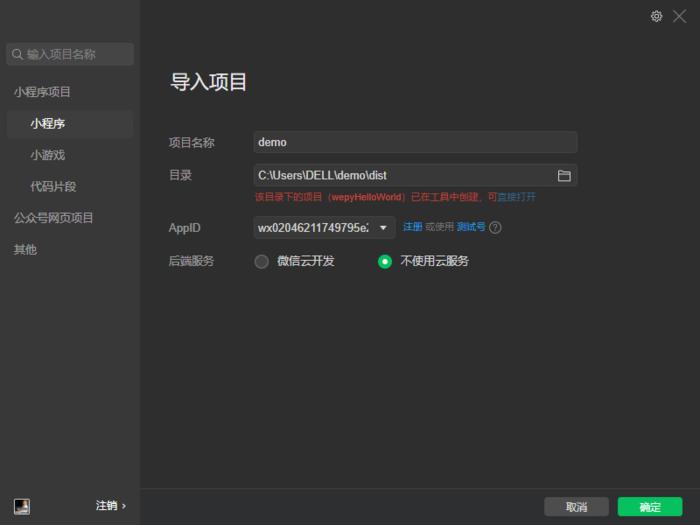 输入项目名称
小程序项目
小程序
小游戏
代码片段
公众号网页项目
其他
注销 ›
导入项目
项目名称
demo
目录
C:\Users\DELL\demo\dist
该目录下的项目（wepyHelloWorld）已在工具中创建，可直接打开
AppID
wx02046211749795e
注册 或使用 测试号 ?
后端服务
微信云开发
不使用云服务
取消
确定